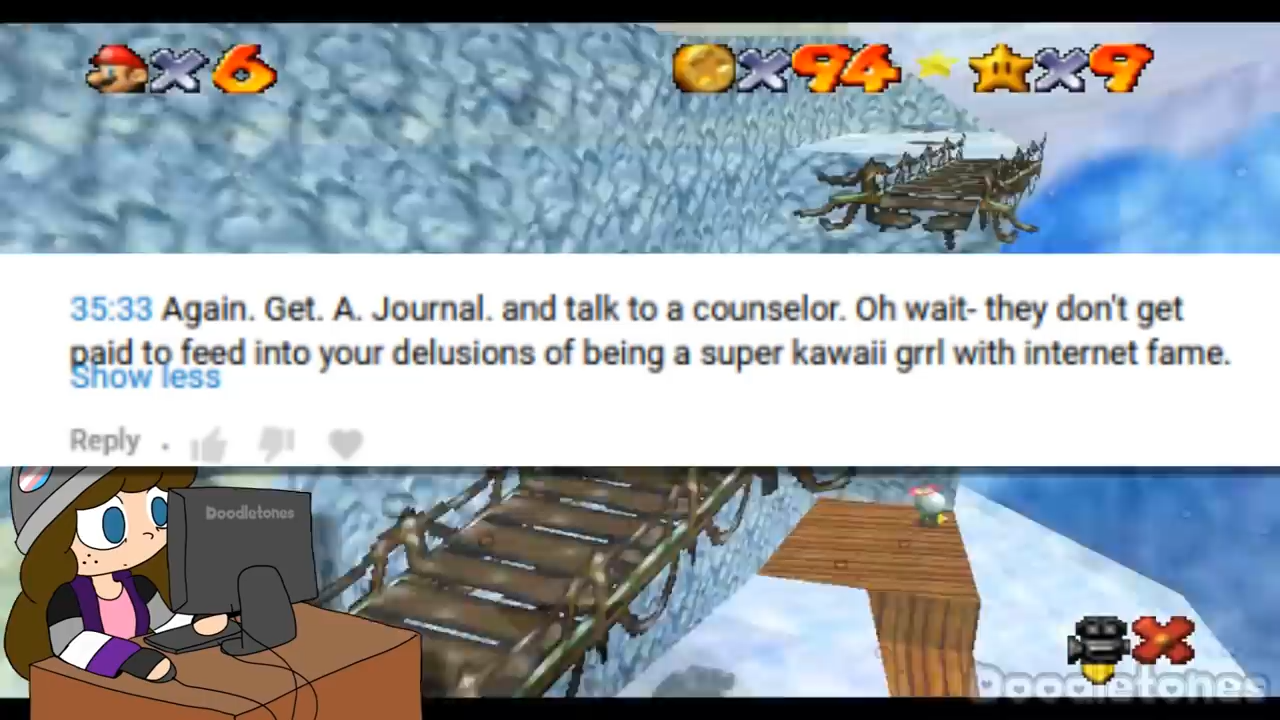 ×6
×94
×9
35:33 Again. Get. A. Journal. and talk to a counselor. Oh wait- they don't get
paid to feed into your delusions of being a super kawaii grrl with internet fame.
Show less
Reply .
Doodletones
Doodletones